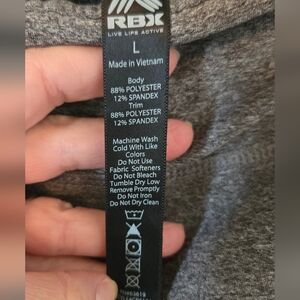 RBX
LIVE LIFE ACTIVE
L
Made in Vietnam
Body
88% POLYESTER
12% SPANDEX
Trim
88% POLYESTER
12% SPANDEX
Machine Wash
Cold With Like
Colors
Do Not Use
Fabric Softeners
Do Not Bleach
Tumble Dry Low
Remove Promptly
Do Not Iron
Do Not Dry Clean